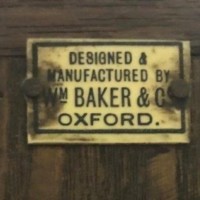 DESIGNED &
MANUFACTURED BY
WM BAKER & Co
OXFORD.